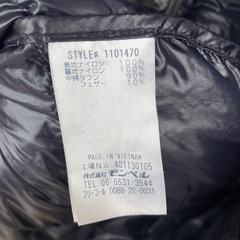 STYLE# 1101470
表地ナイロン 100%
裏地ナイロン 100%
中綿ダウン 90%
フェザー 10%
MADE IN VIETNAM
工場No. 401130105
株式会社モンベル
TEL 06 6531 3544
フリーコール 0088-22-0031